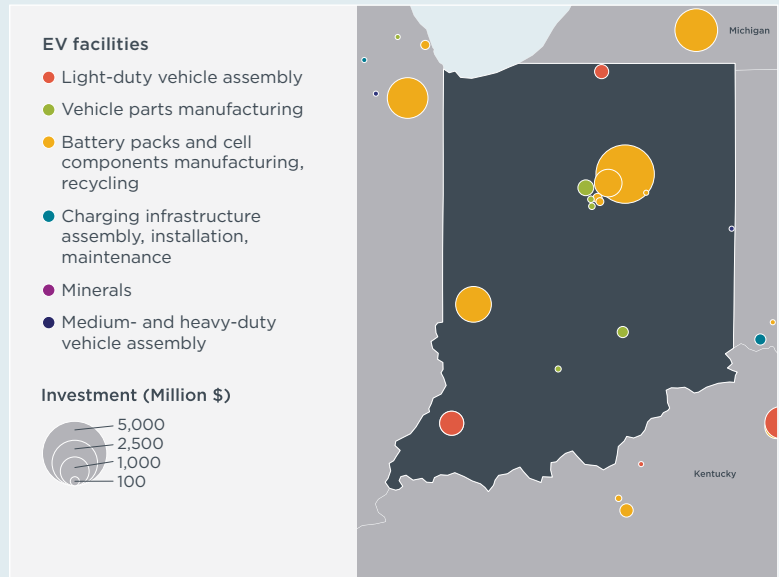 EV facilities
Light-duty vehicle assembly
Vehicle parts manufacturing
Battery packs and cell
components manufacturing,
recycling
Charging infrastructure
assembly, installation,
maintenance
Minerals
Medium- and heavy-duty
vehicle assembly
Investment (Million $)
5,000
2,500
1,000
100
Michigan
Kentucky